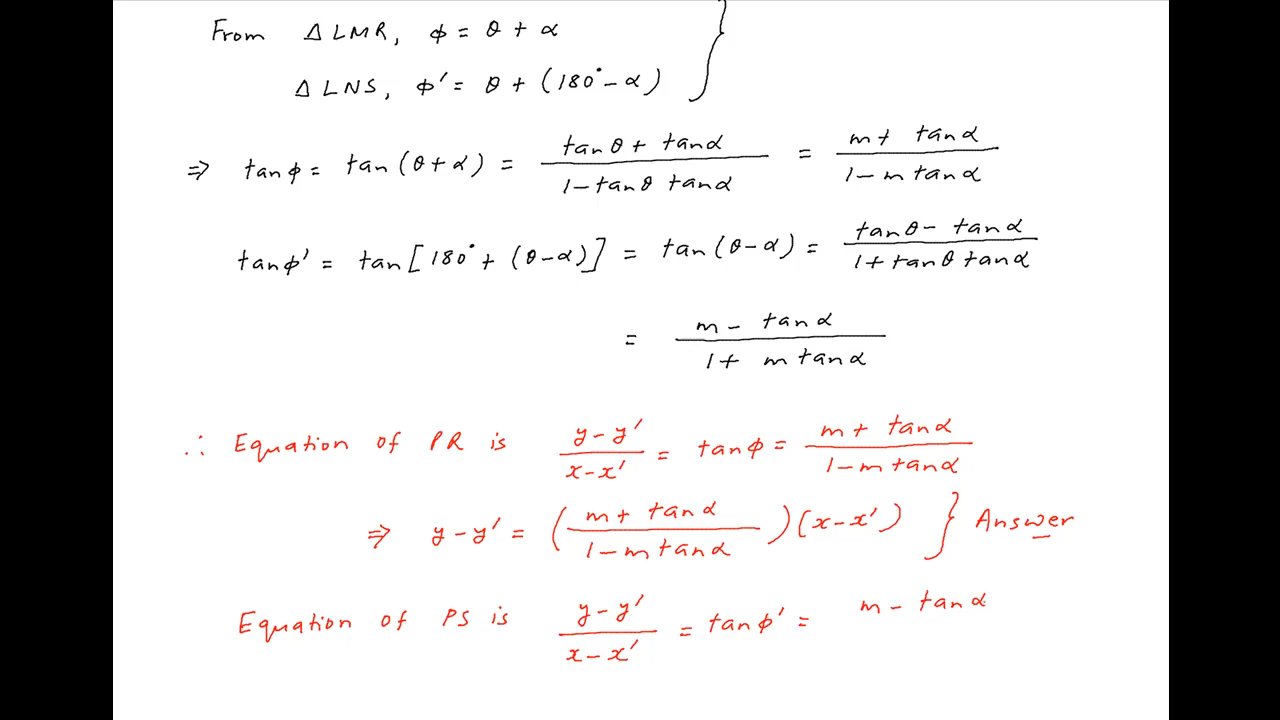 From Δ LMR, φ = θ + α
Δ LNS, φ' = θ + (180° - α)
⇒ tanφ = tan(θ+α) = (tanθ + tanα)/(1 - tanθ tanα) = (m + tanα)/(1 - m tanα)
tanφ' = tan[180° + (θ-α)] = tan(θ-α) = (tanθ - tanα)/(1 + tanθ tanα)
= (m - tanα)/(1 + m tanα)
∴ Equation of PR is (y-y')/(x-x') = tanφ = (m + tanα)/(1 - m tanα)
⇒ y-y' = ((m + tanα)/(1 - m tanα))(x-x') } Answer
Equation of PS is (y-y')/(x-x') = tanφ' = m - tanα